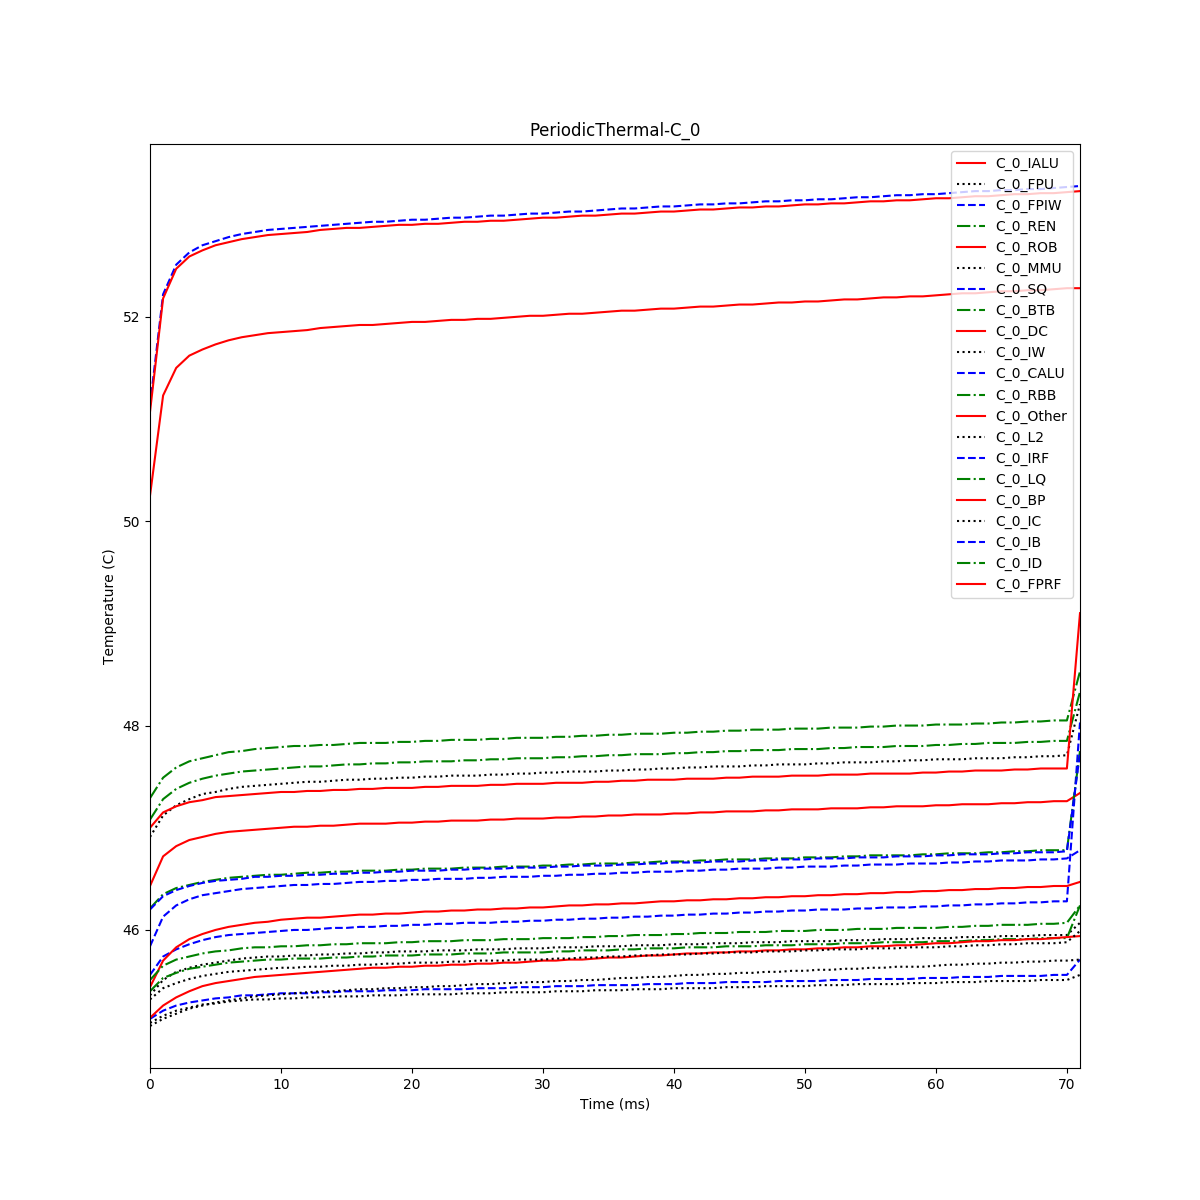 PeriodicThermal-C_0
C_0_IALU
C_0_FPU
C_0_FPIW
C_0_REN
C_0_ROB
C_0_MMU
C_0_SQ
C_0_BTB
C_0_DC
C_0_IW
C_0_CALU
C_0_RBB
C_0_Other
C_0_L2
C_0_IRF
C_0_LQ
C_0_BP
C_0_IC
C_0_IB
C_0_ID
C_0_FPRF
Temperature (C)
52
50
48
46
0 10 20 30 40 50 60 70
Time (ms)